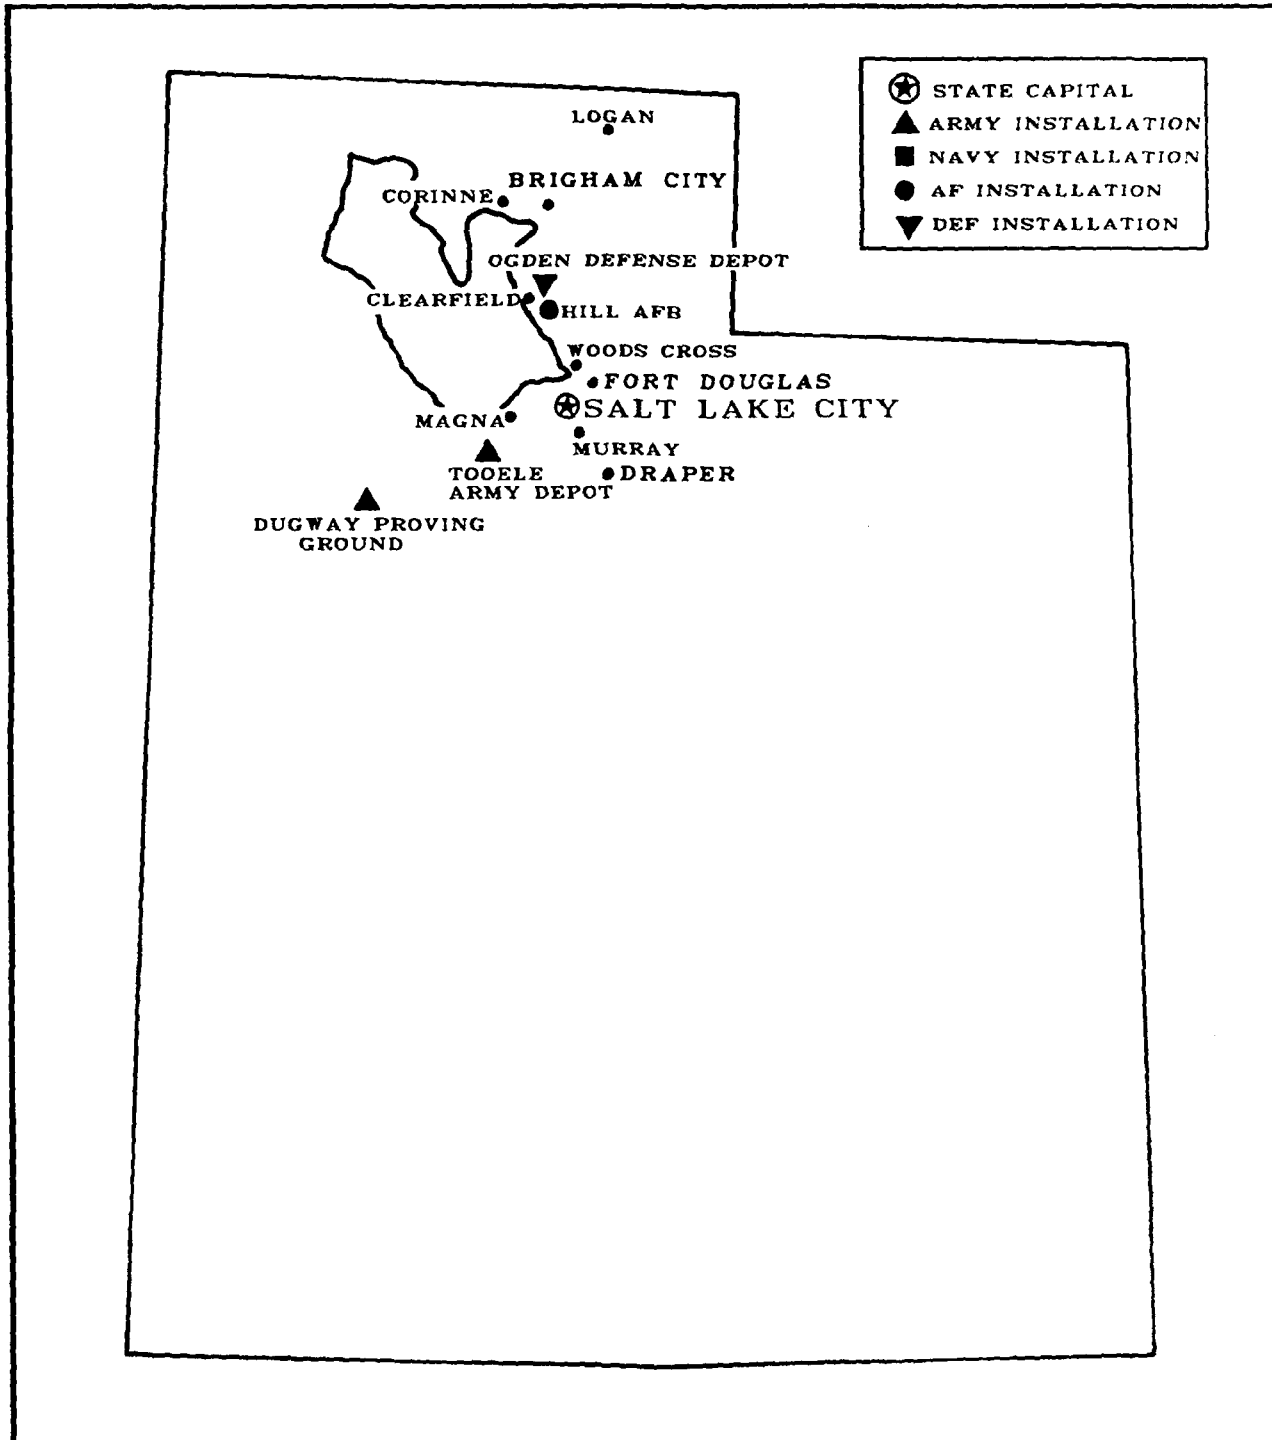 STATE CAPITAL
ARMY INSTALLATION
NAVY INSTALLATION
AF INSTALLATION
DEF INSTALLATION
LOGAN
BRIGHAM CITY
CORINNE
OGDEN DEFENSE DEPOT
CLEARFIELD
HILL AFB
WOODS CROSS
FORT DOUGLAS
SALT LAKE CITY
MAGNA
MURRAY
TOOELE
ARMY DEPOT
DRAPER
DUGWAY PROVING
GROUND